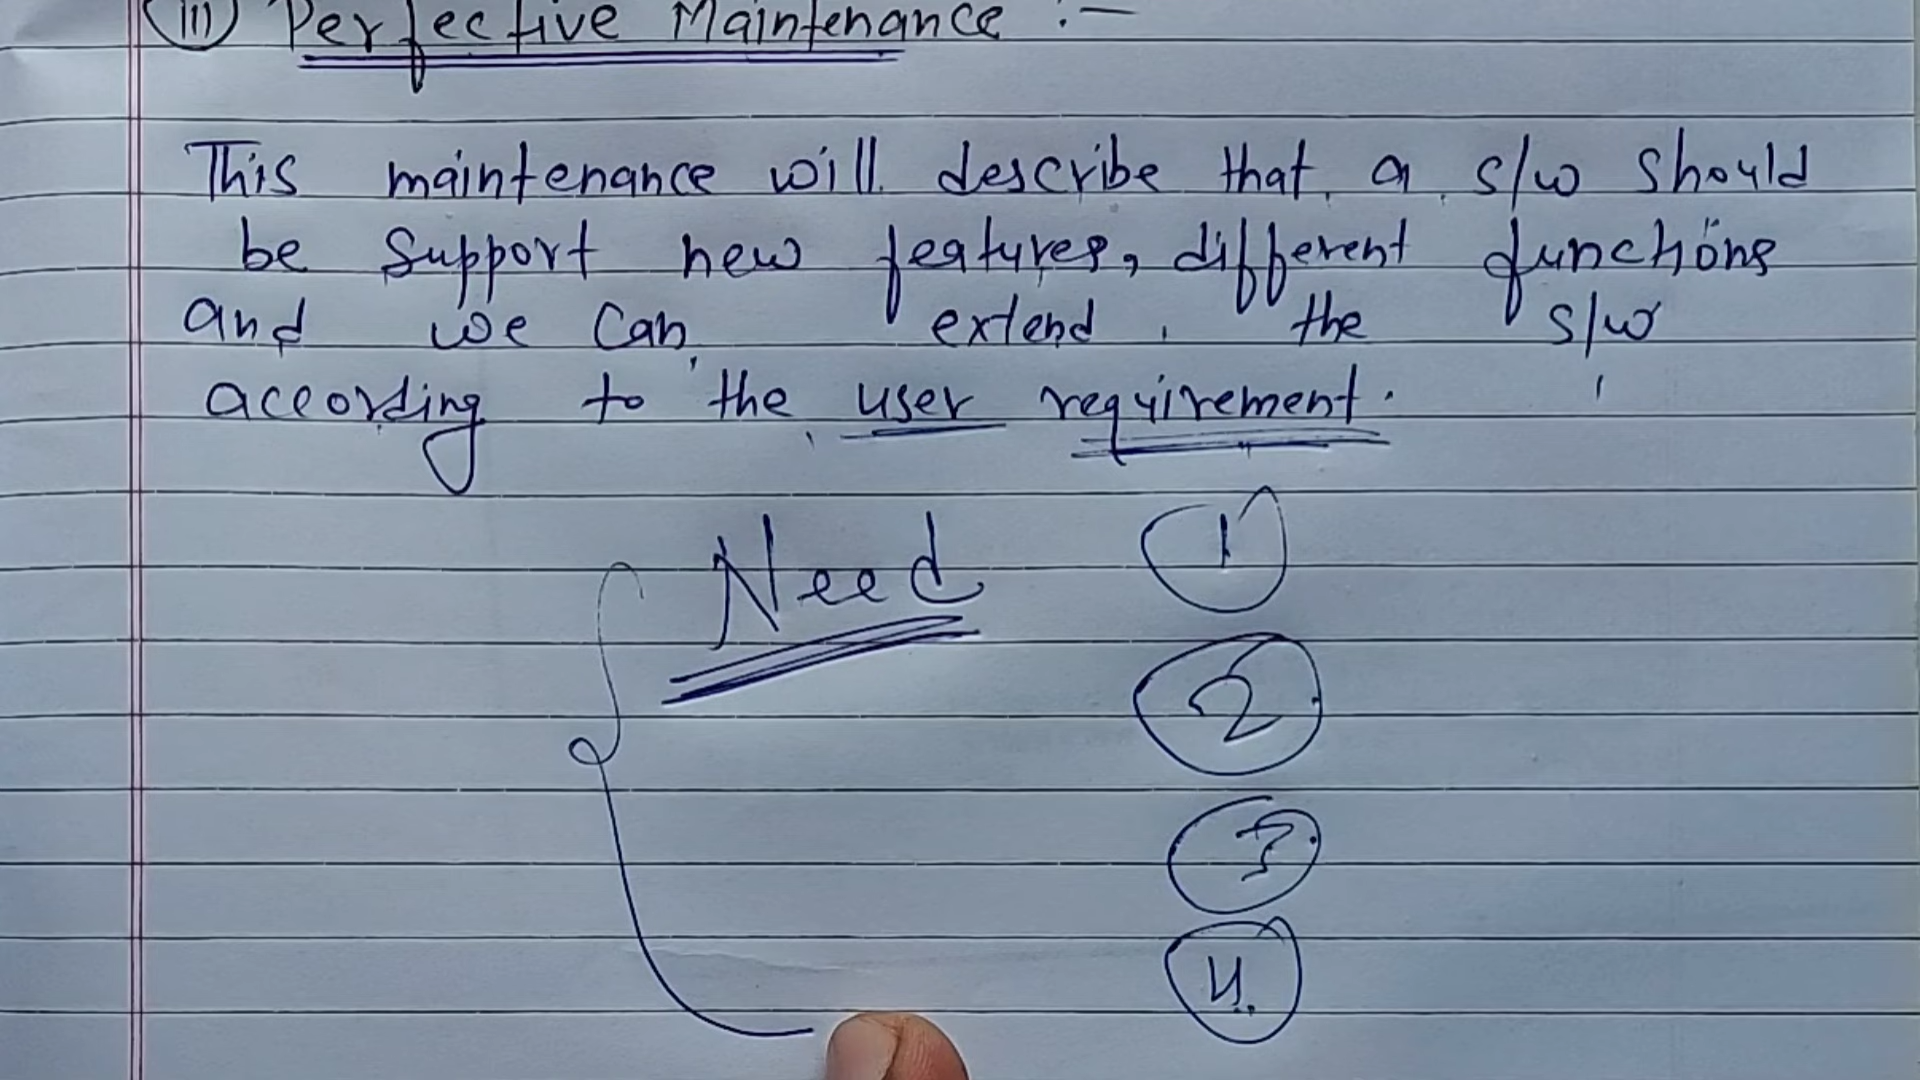 (iii) Perfective Maintenance :-
This maintenance will describe that a s/w should
be support new features, different functions
and we can extend the s/w
according to the user requirement.
Need
1
2
3
4